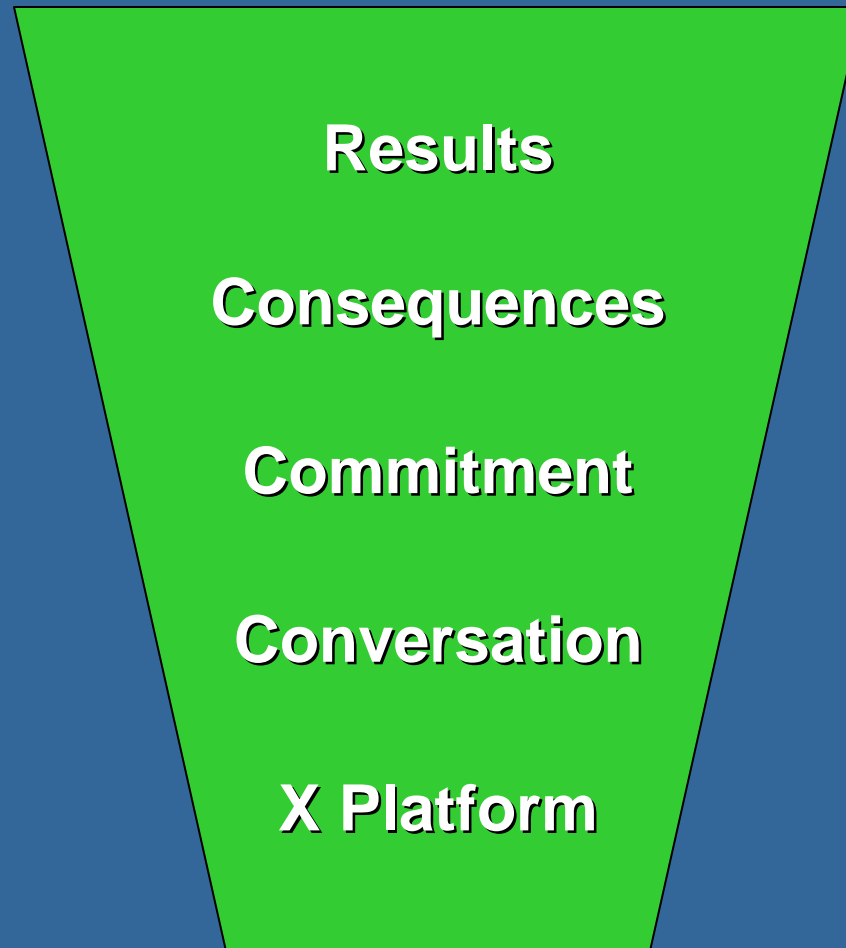 Results
Consequences
Commitment
Conversation
X Platform